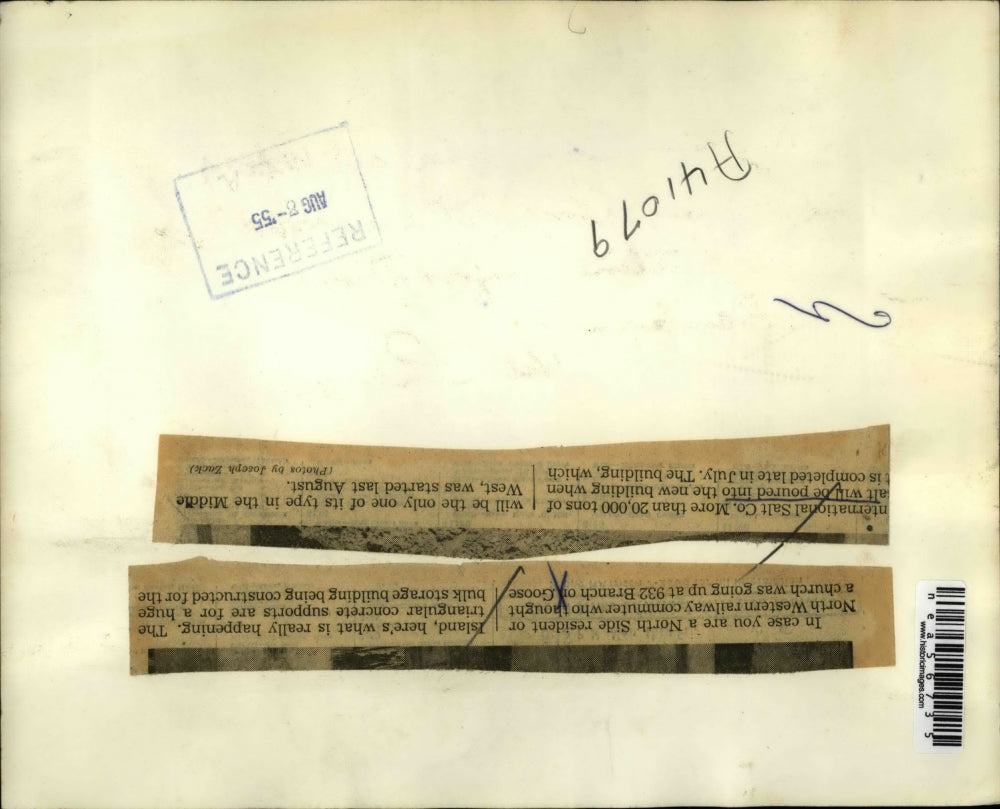 In case you are a North Side resident or
North Western railway commuter who thought
a church was going up at 932 Branch on Goose
Island, here's what is really happening. The
triangular concrete supports are for a huge
bulk storage building being constructed for the
nternational Salt Co. More than 20,000 tons of
alt will be poured into the new building when
t is completed late in July. The building, which
will be the only one of its type in the Middle
West, was started last August.
(Photos by Joseph Zack)
A41079
REFERENCE
AUG 8-'55
www.historicimages.com
nea56735